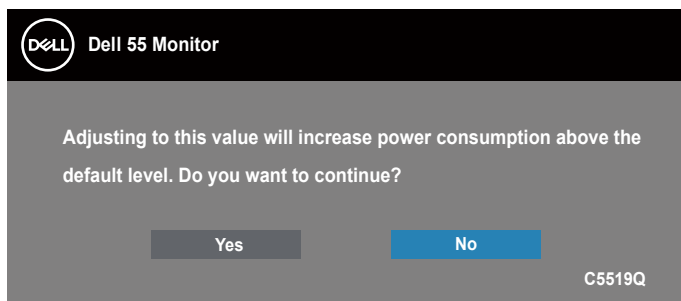 DELL Dell 55 Monitor
Adjusting to this value will increase power consumption above the
default level. Do you want to continue?
Yes No
C5519Q